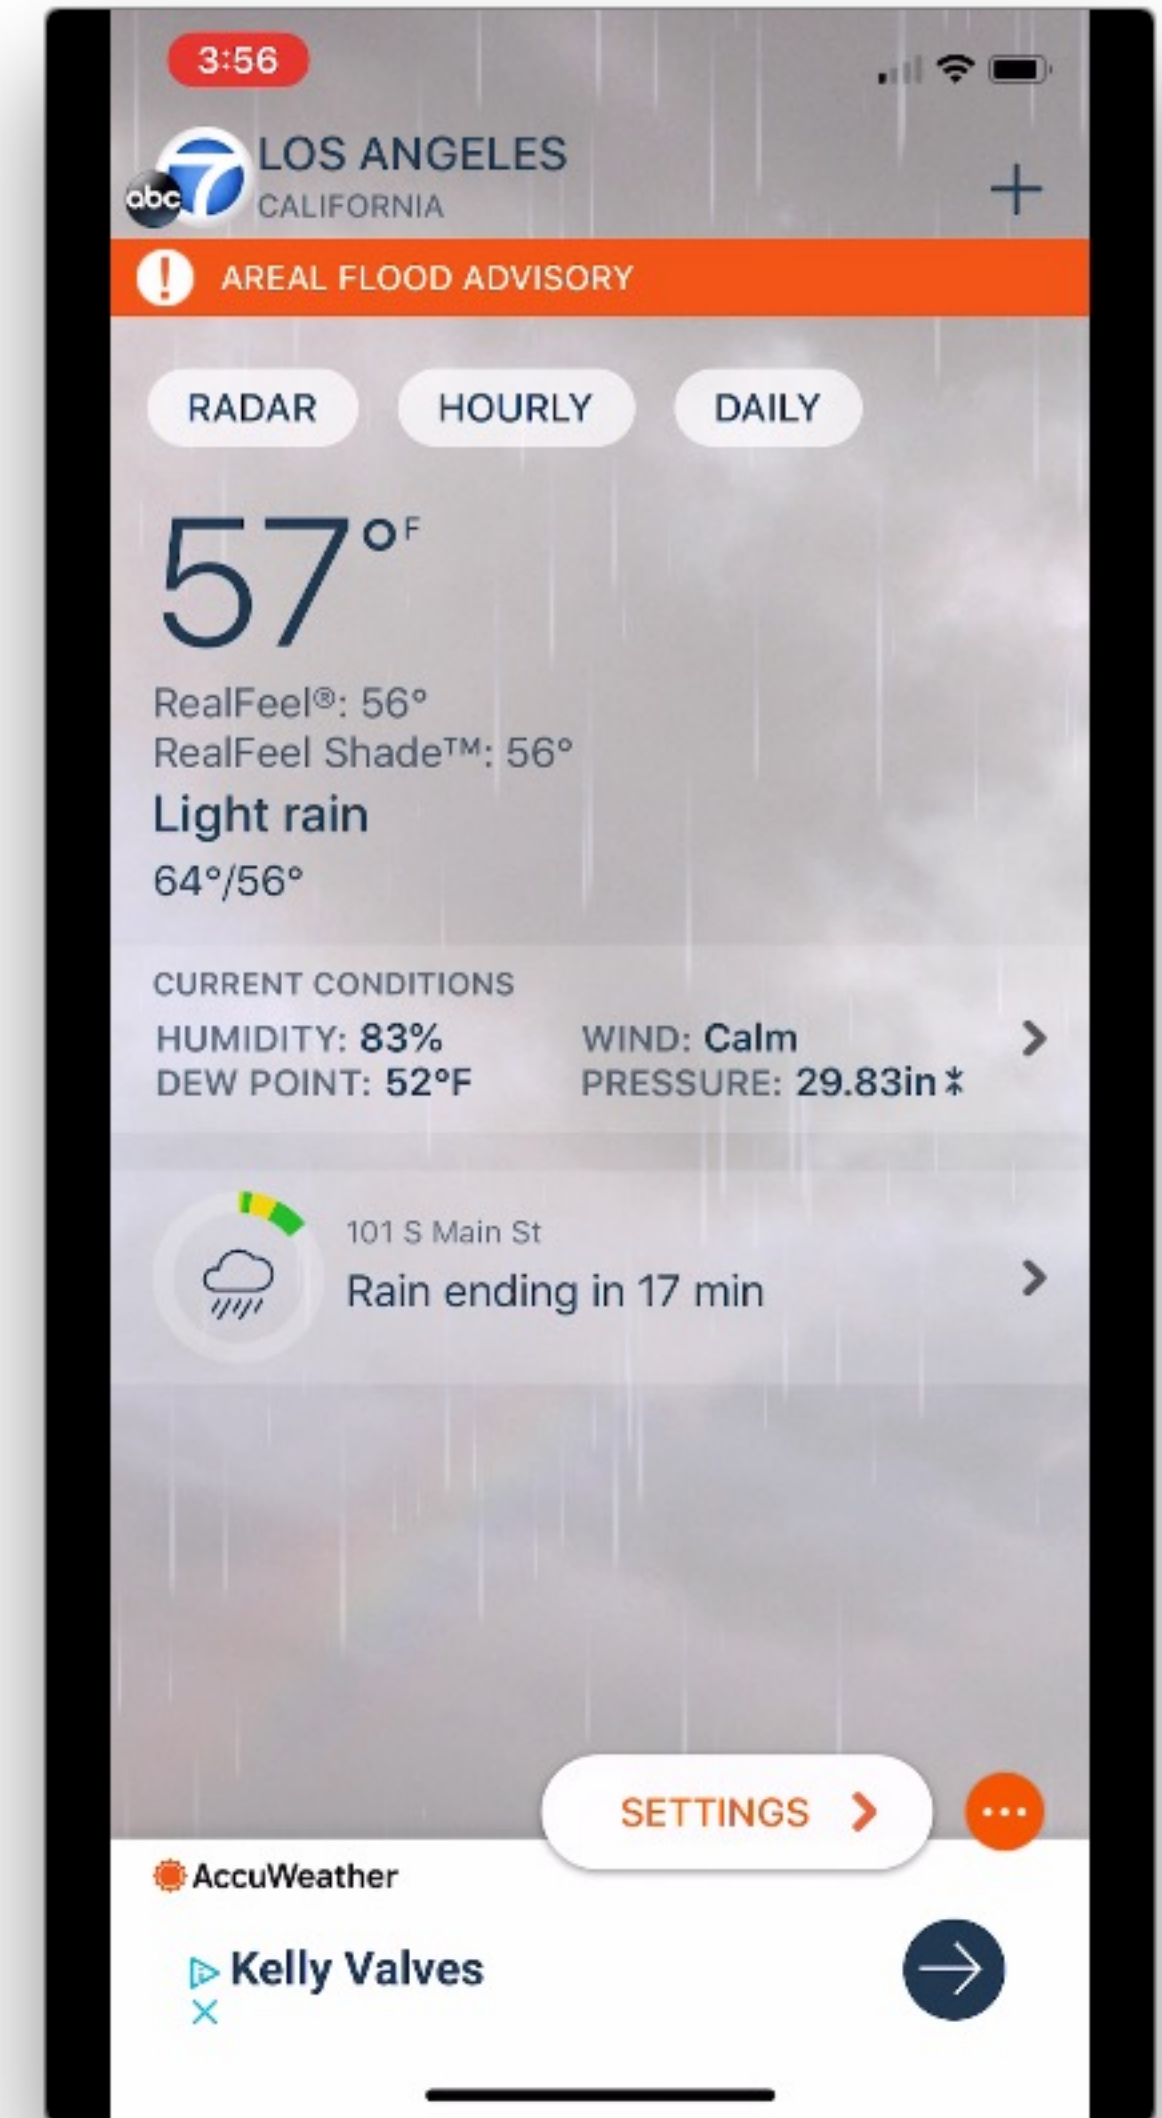 3:56
abc 7
LOS ANGELES
CALIFORNIA
AREAL FLOOD ADVISORY
RADAR HOURLY DAILY
57°F
RealFeel®: 56°
RealFeel Shade™: 56°
Light rain
64°/56°
CURRENT CONDITIONS
HUMIDITY: 83% WIND: Calm
DEW POINT: 52°F PRESSURE: 29.83in
101 S Main St
Rain ending in 17 min
SETTINGS
AccuWeather
Kelly Valves